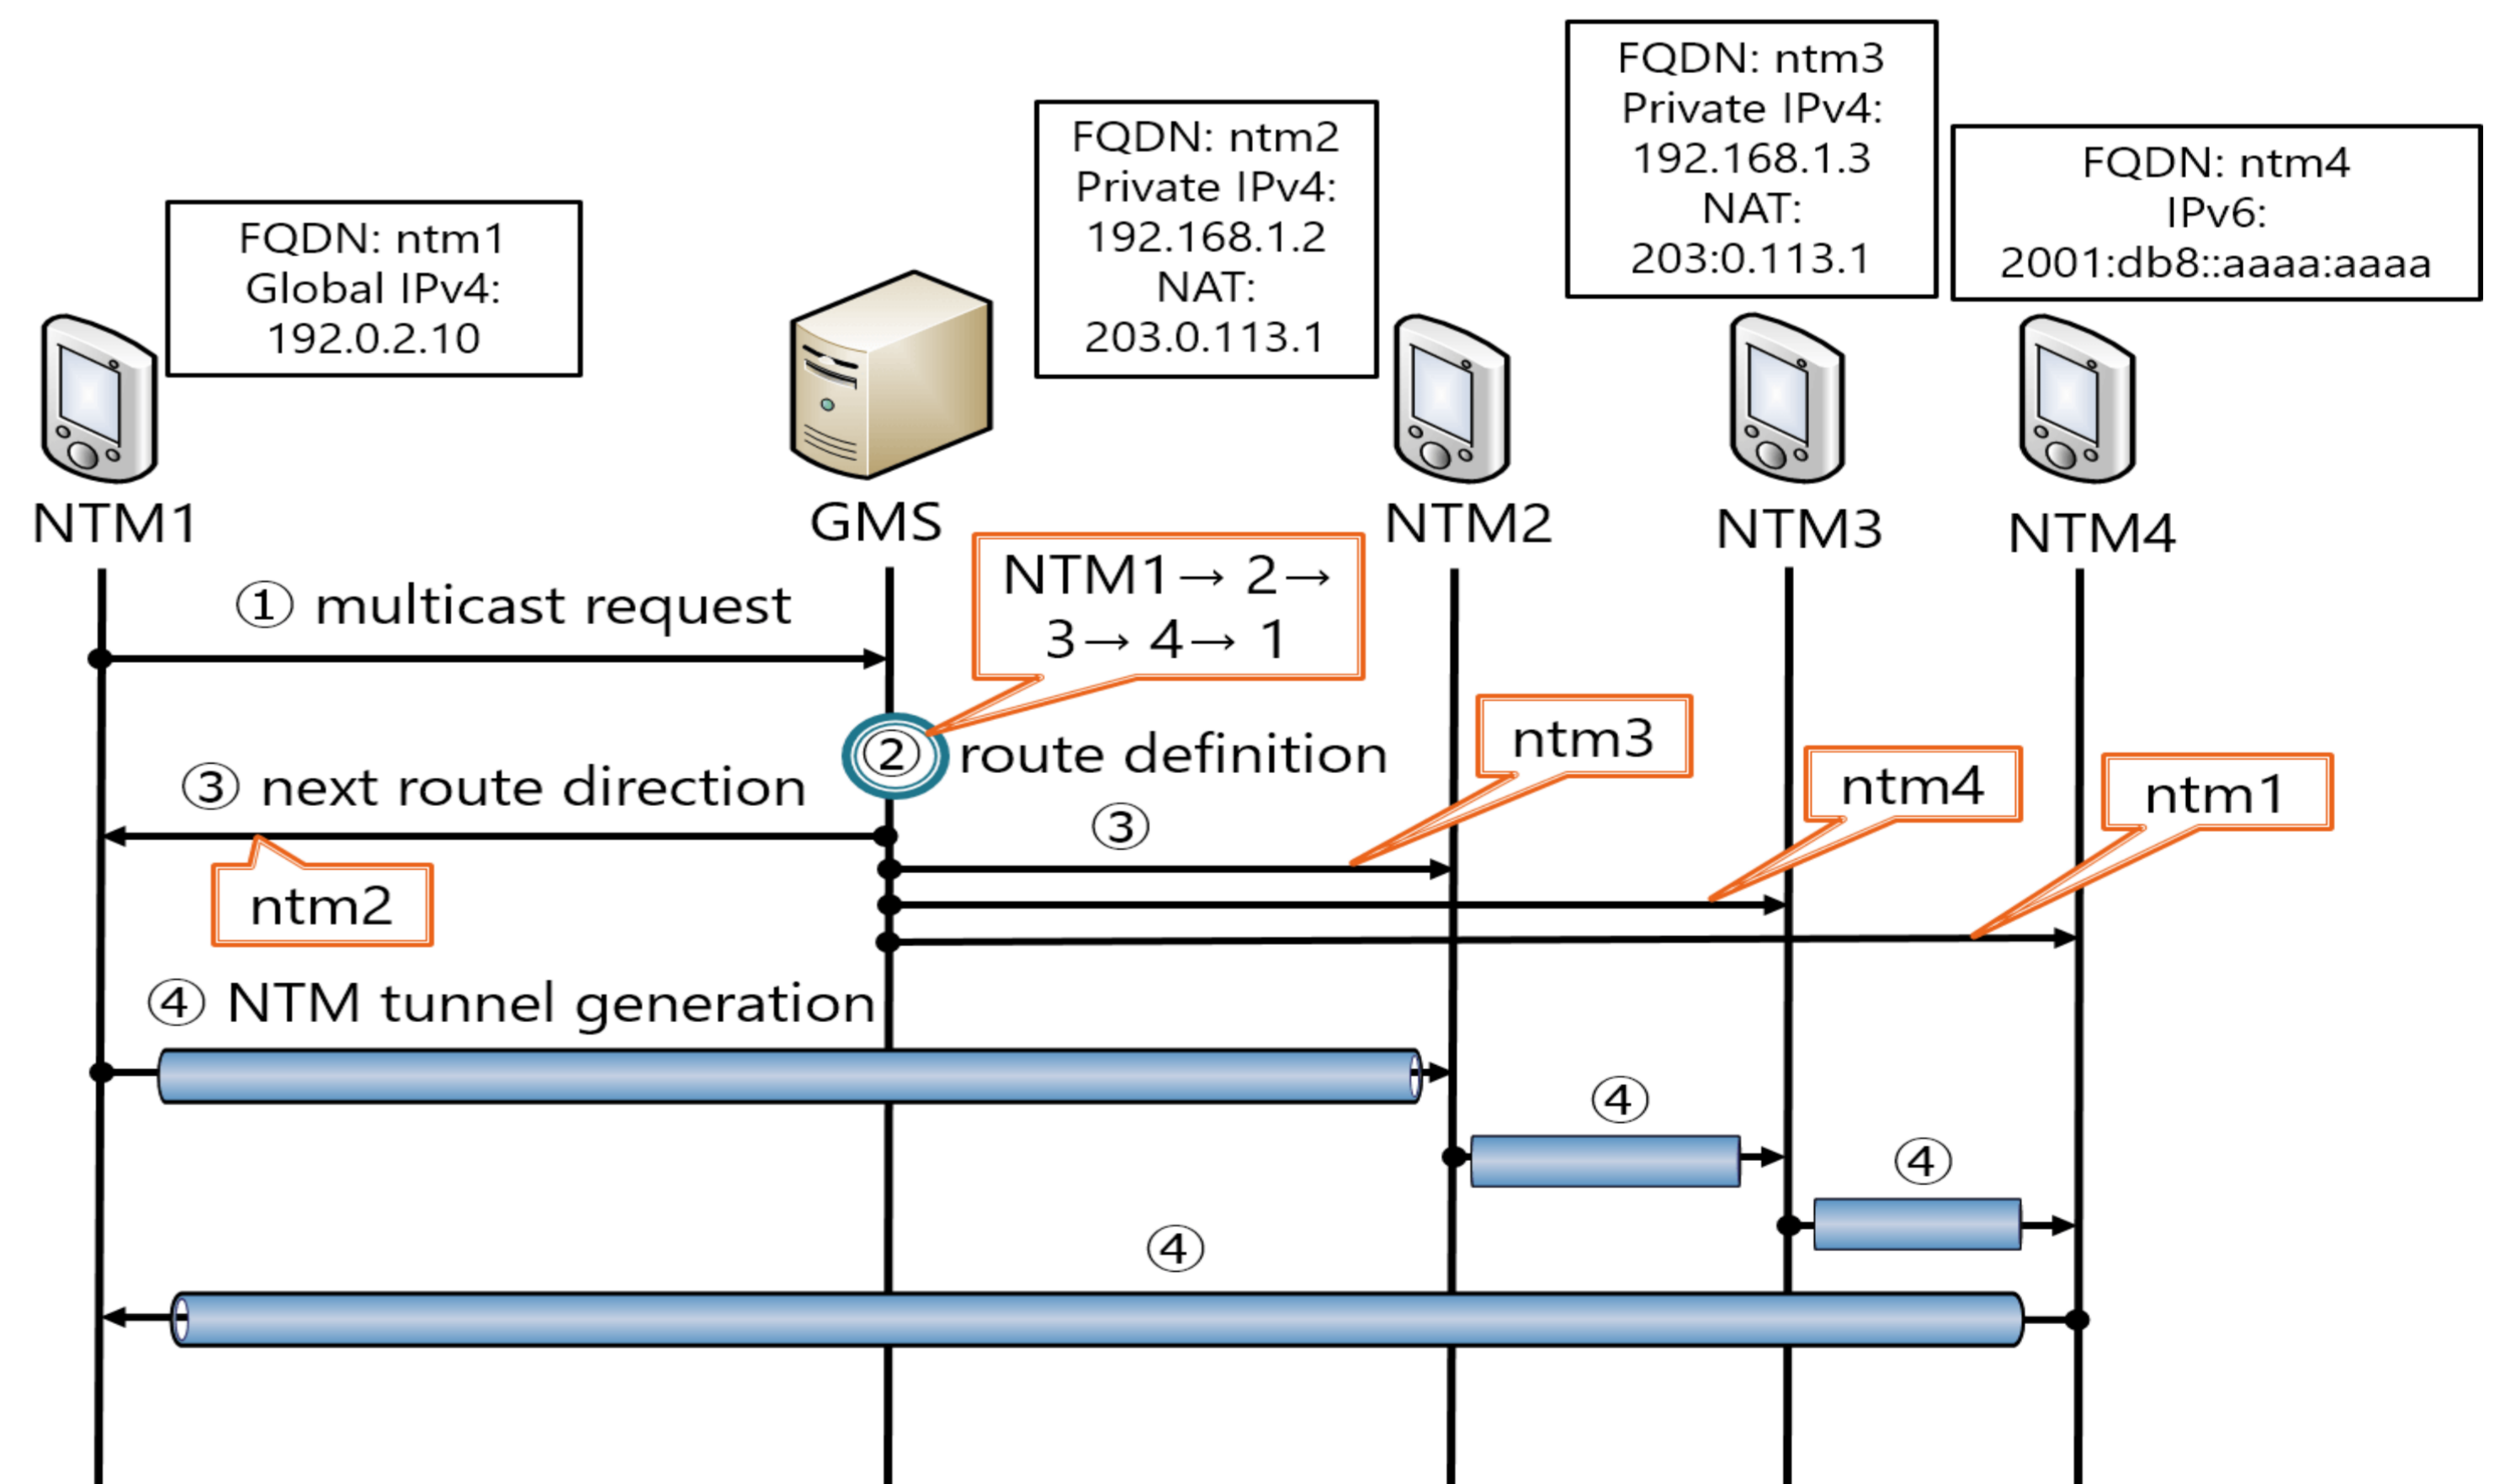 FQDN: ntm3
Private IPv4:
192.168.1.3
NAT:
203:0.113.1
FQDN: ntm2
Private IPv4:
192.168.1.2
NAT:
203.0.113.1
FQDN: ntm4
IPv6:
2001:db8::aaaa:aaaa
FQDN: ntm1
Global IPv4:
192.0.2.10
NTM1
GMS
NTM2
NTM3
NTM4
① multicast request
NTM1→ 2→
3→ 4→ 1
② route definition
ntm3
ntm4
ntm1
③ next route direction
③
ntm2
④ NTM tunnel generation
④
④
④